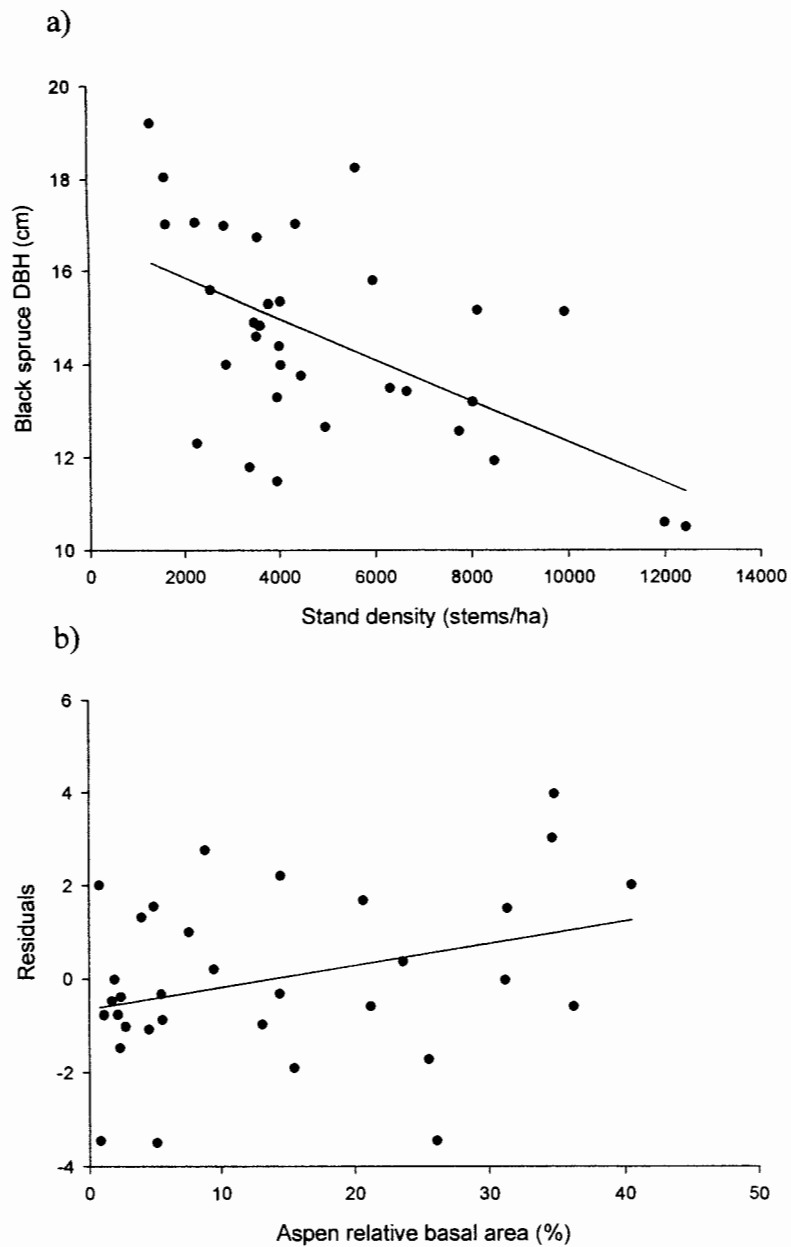 a)
20
18
16
14
12
10
Black spruce DBH (cm)
0 2000 4000 6000 8000 10000 12000 14000
Stand density (stems/ha)
b)
6
4
2
0
-2
-4
Residuals
0 10 20 30 40 50
Aspen relative basal area (%)